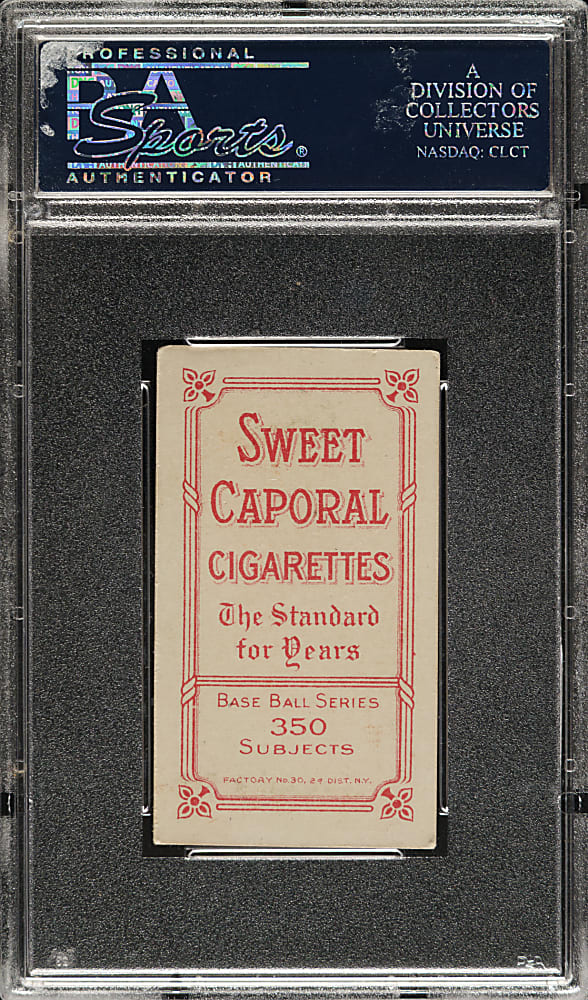 PROFESSIONAL
PSA
Sports®
AUTHENTICATOR
A
DIVISION OF
COLLECTORS
UNIVERSE
NASDAQ: CLCT
SWEET
CAPORAL
CIGARETTES
The Standard
for Years
BASE BALL SERIES
350
SUBJECTS
FACTORY No. 30, 2d DIST. N.Y.